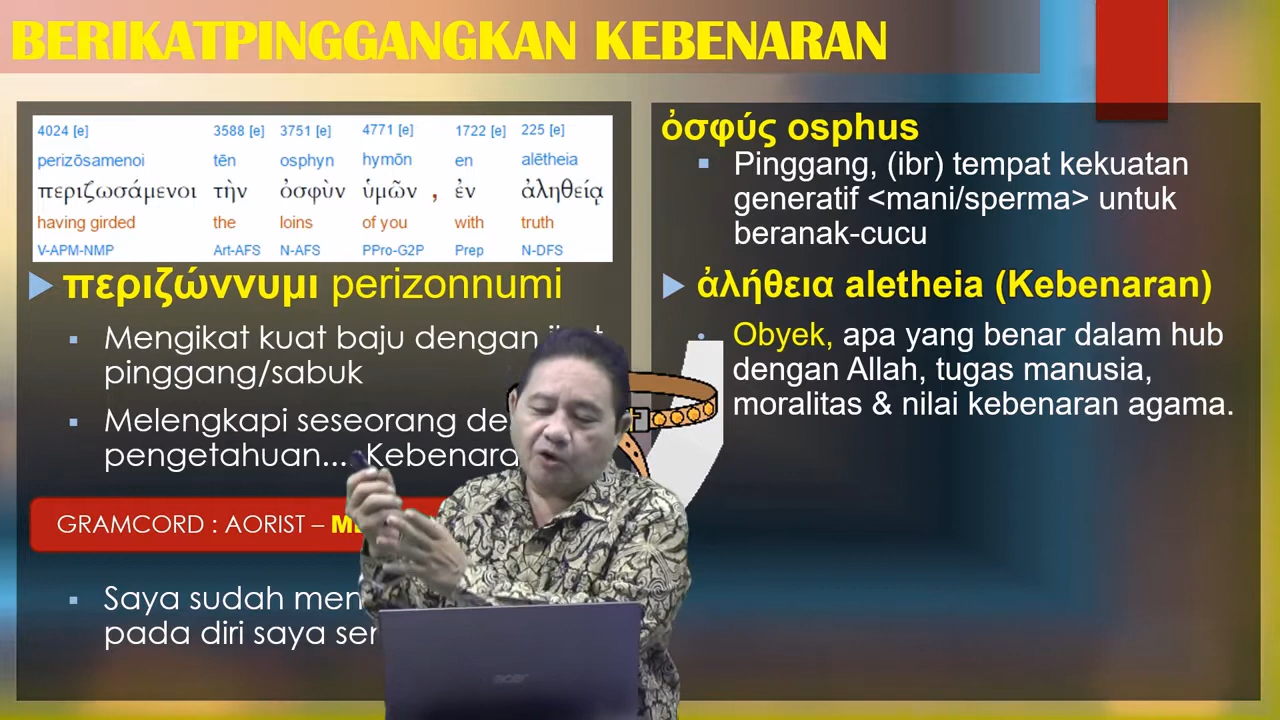 BERIKATPINGGANGKAN KEBENARAN
4024 [e] 3588 [e] 3751 [e] 4771 [e] 1722 [e] 225 [e]
perizōsamenoi tēn osphyn hymōn en alētheia
περιζωσάμενοι τὴν ὀσφὺν ὑμῶν , ἐν ἀληθείᾳ
having girded the loins of you with truth
V-APM-NMP Art-AFS N-AFS PPro-G2P Prep N-DFS
περιζώννυμι perizonnumi
Mengikat kuat baju dengan
pinggang/sabuk
Melengkapi seseorang
pengetahuan...
GRAMCORD : AORIST –
Saya sudah
pada diri saya
ὀσφύς osphus
Pinggang, (ibr) tempat kekuatan
generatif <mani/sperma> untuk
beranak-cucu
ἀλήθεια aletheia (Kebenaran)
Obyek, apa yang benar dalam hub
dengan Allah, tugas manusia,
moralitas & nilai kebenaran agama.
acer